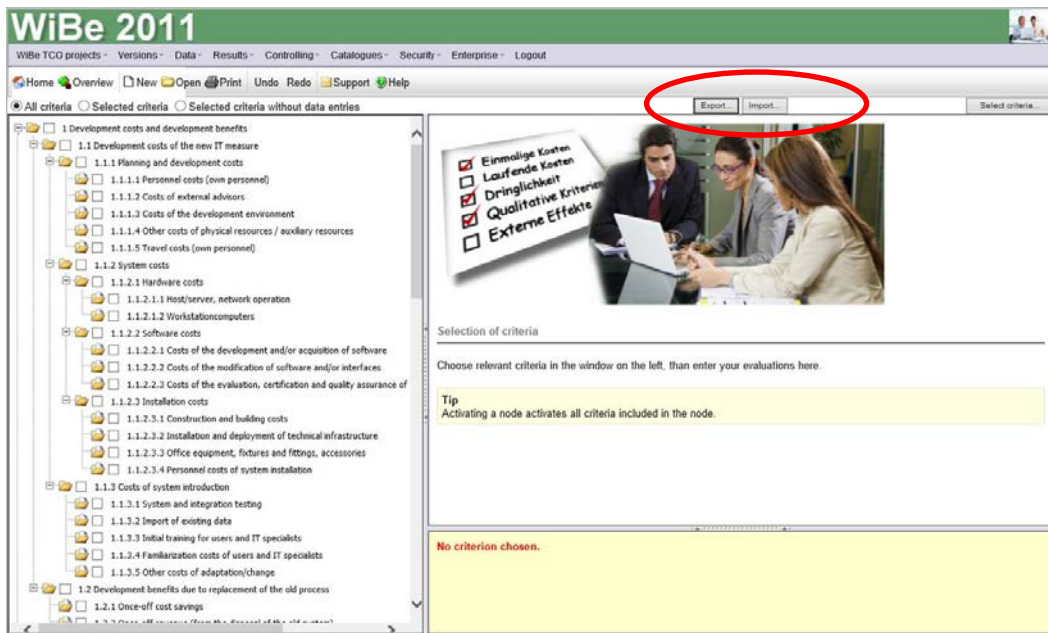 WiBe 2011
WiBe TCO projects Versions Data Results Controlling Catalogues Security Enterprise Logout
Home Overview New Open Print Undo Redo Support Help
All criteria Selected criteria Selected criteria without data entries Export... Import... Select criteria...
1 Development costs and development benefits
1.1 Development costs of the new IT measure
1.1.1 Planning and development costs
1.1.1.1 Personnel costs (own personnel)
1.1.1.2 Costs of external advisors
1.1.1.3 Costs of the development environment
1.1.1.4 Other costs of physical resources / auxiliary resources
1.1.1.5 Travel costs (own personnel)
1.1.2 System costs
1.1.2.1 Hardware costs
1.1.2.1.1 Host/server, network operation
1.1.2.1.2 Workstationcomputers
1.1.2.2 Software costs
1.1.2.2.1 Costs of the development and/or acquisition of software
1.1.2.2.2 Costs of the modification of software and/or interfaces
1.1.2.2.3 Costs of the evaluation, certification and quality assurance of
1.1.2.3 Installation costs
1.1.2.3.1 Construction and building costs
1.1.2.3.2 Installation and deployment of technical infrastructure
1.1.2.3.3 Office equipment, fixtures and fittings, accessories
1.1.2.3.4 Personnel costs of system installation
1.1.3 Costs of system introduction
1.1.3.1 System and integration testing
1.1.3.2 Import of existing data
1.1.3.3 Initial training for users and IT specialists
1.1.3.4 Familiarization costs of users and IT specialists
1.1.3.5 Other costs of adaptation/change
1.2 Development benefits due to replacement of the old process
1.2.1 Once-off cost savings
Einmalige Kosten
Laufende Kosten
Dringlichkeit
Qualitative Kriterien
Externe Effekte
Selection of criteria
Choose relevant criteria in the window on the left, than enter your evaluations here.
Tip
Activating a node activates all criteria included in the node.
No criterion chosen.